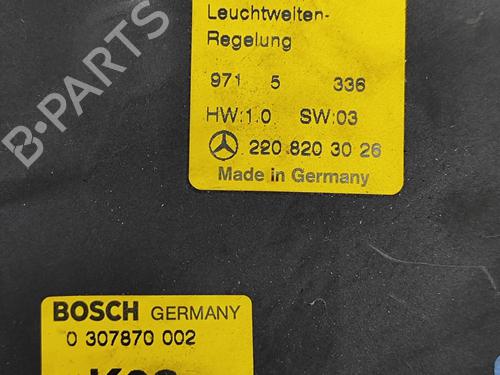 Leuchtweiten-
Regelung
971 5 336
HW:1.0 SW:03
220 820 30 26
Made in Germany
BOSCH GERMANY
0 307870 002
B-Parts